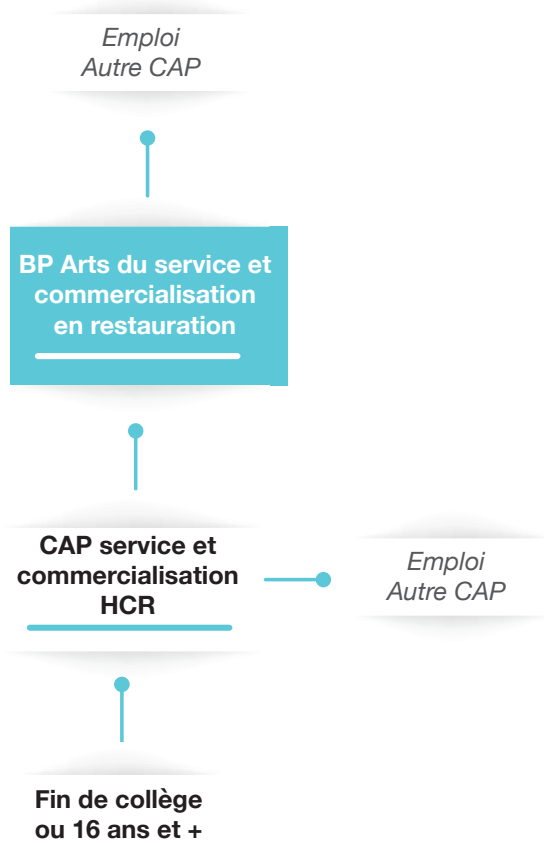 Emploi
Autre CAP
BP Arts du service et
commercialisation
en restauration
CAP service et
commercialisation
HCR
Emploi
Autre CAP
Fin de collège
ou 16 ans et +